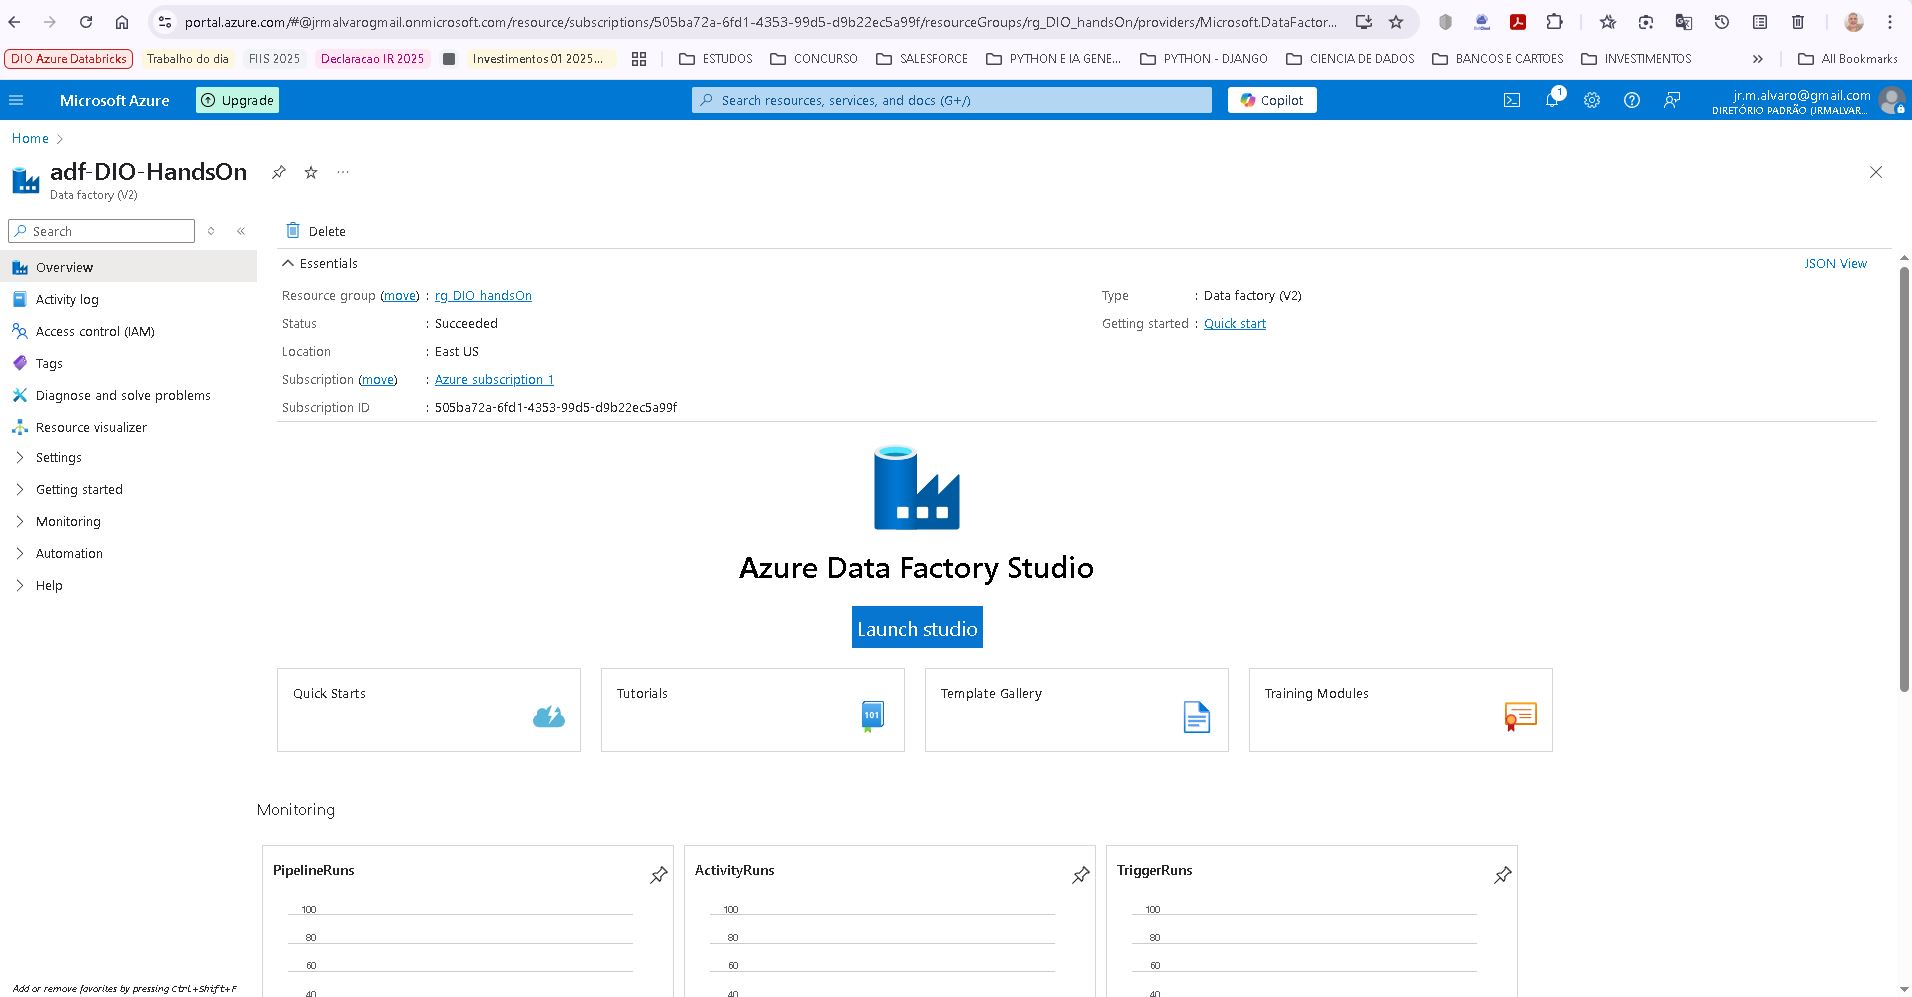 portal.azure.com/#@jrmalvarogmail.onmicrosoft.com/resource/subscriptions/505ba72a-6fd1-4353-99d5-d9b22ec5a99f/resourceGroups/rg_DIO_handsOn/providers/Microsoft.DataFactor...
DIO Azure Databricks Trabalho do dia FIIS 2025 Declaracao IR 2025 Investimentos 01 2025... ESTUDOS CONCURSO SALESFORCE PYTHON E IA GENE... PYTHON - DJANGO CIENCIA DE DADOS BANCOS E CARTOES INVESTIMENTOS » All Bookmarks
Microsoft Azure Upgrade Search resources, services, and docs (G+/) Copilot 1 jr.m.alvaro@gmail.com
DIRETÓRIO PADRÃO (JRMALVAR...
Home >
adf-DIO-HandsOn ...
Data factory (V2)
Search «
Delete
Overview
Activity log
Access control (IAM)
Tags
Diagnose and solve problems
Resource visualizer
Settings
Getting started
Monitoring
Automation
Help
Essentials JSON View
Resource group (move) : rg_DIO_handsOn
Status : Succeeded
Location : East US
Subscription (move) : Azure subscription 1
Subscription ID : 505ba72a-6fd1-4353-99d5-d9b22ec5a99f
Type : Data factory (V2)
Getting started : Quick start
Azure Data Factory Studio
Launch studio
Quick Starts
Tutorials
101
Template Gallery
Training Modules
Monitoring
PipelineRuns
100
80
60
40
ActivityRuns
100
80
60
40
TriggerRuns
100
80
60
40
Add or remove favorites by pressing Ctrl+Shift+F